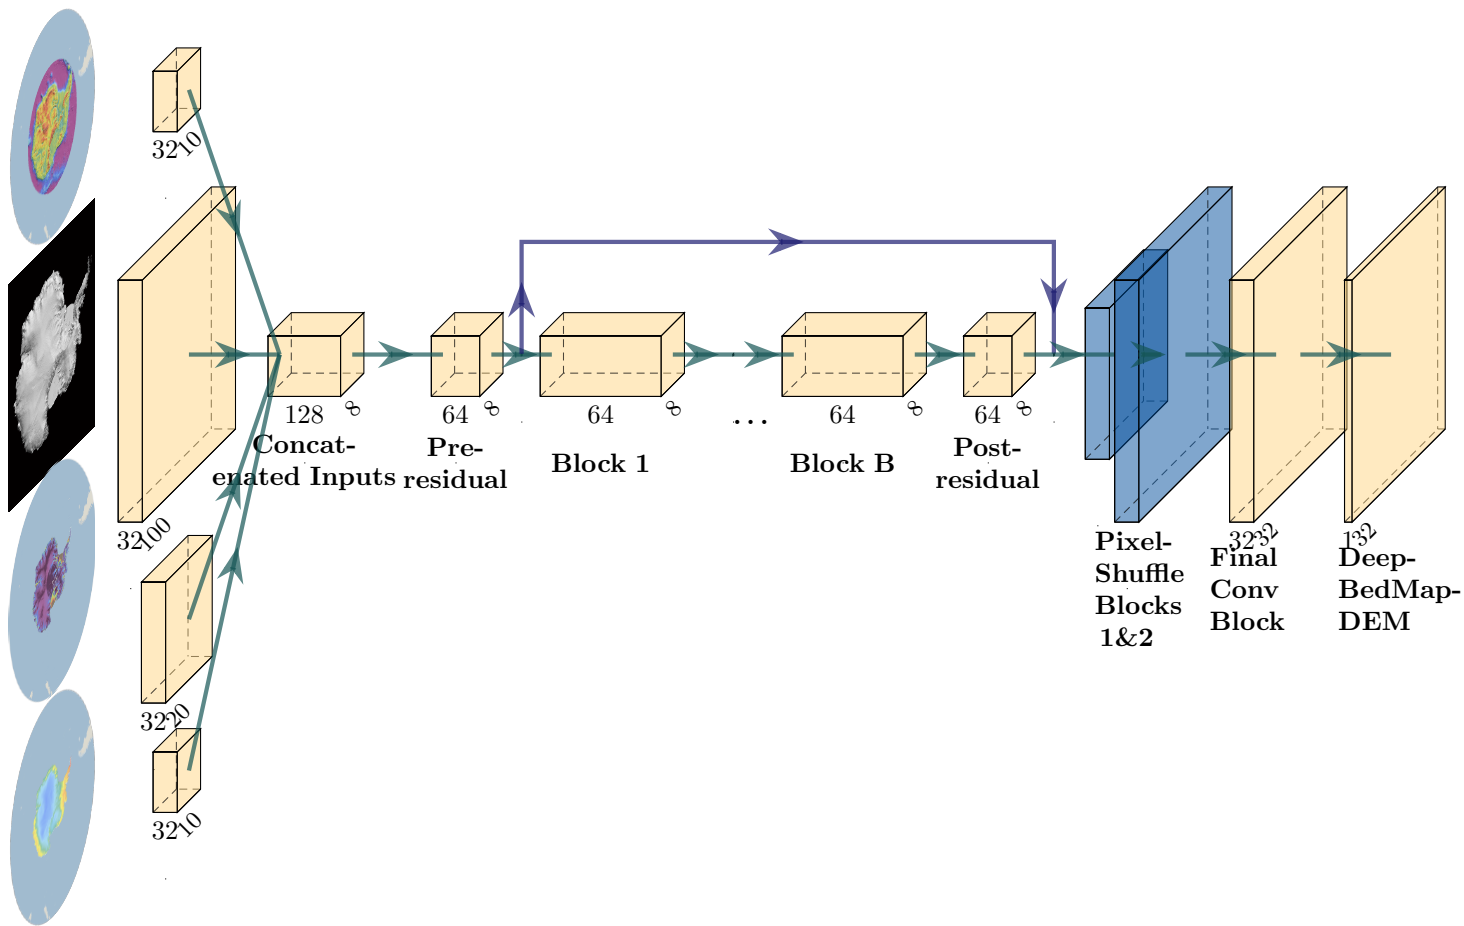 32 10
32 100
32 20
32 10
128 8
Concat-
enated Inputs
64 8
Pre-
residual
64 8
Block 1
...
64 8
Block B
64 8
Post-
residual
Pixel-
Shuffle
Blocks
1&2
32 32
Final
Conv
Block
1 32
Deep-
BedMap-
DEM